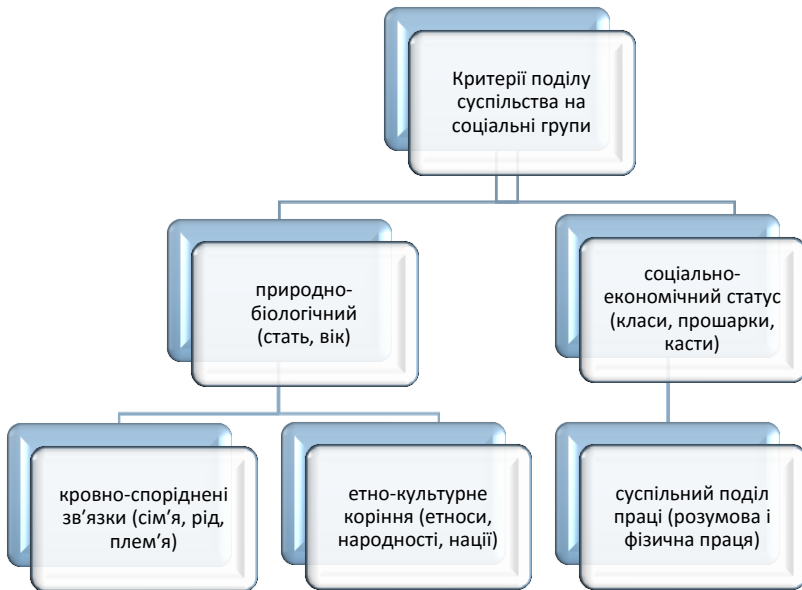 Критерії поділу
суспільства на
соціальні групи
природно-
біологічний
(стать, вік)
соціально-
економічний статус
(класи, прошарки,
касти)
кровно-споріднені
зв’язки (сім’я, рід,
плем’я)
етно-культурне
коріння (етноси,
народності, нації)
суспільний поділ
праці (розумова і
фізична праця)